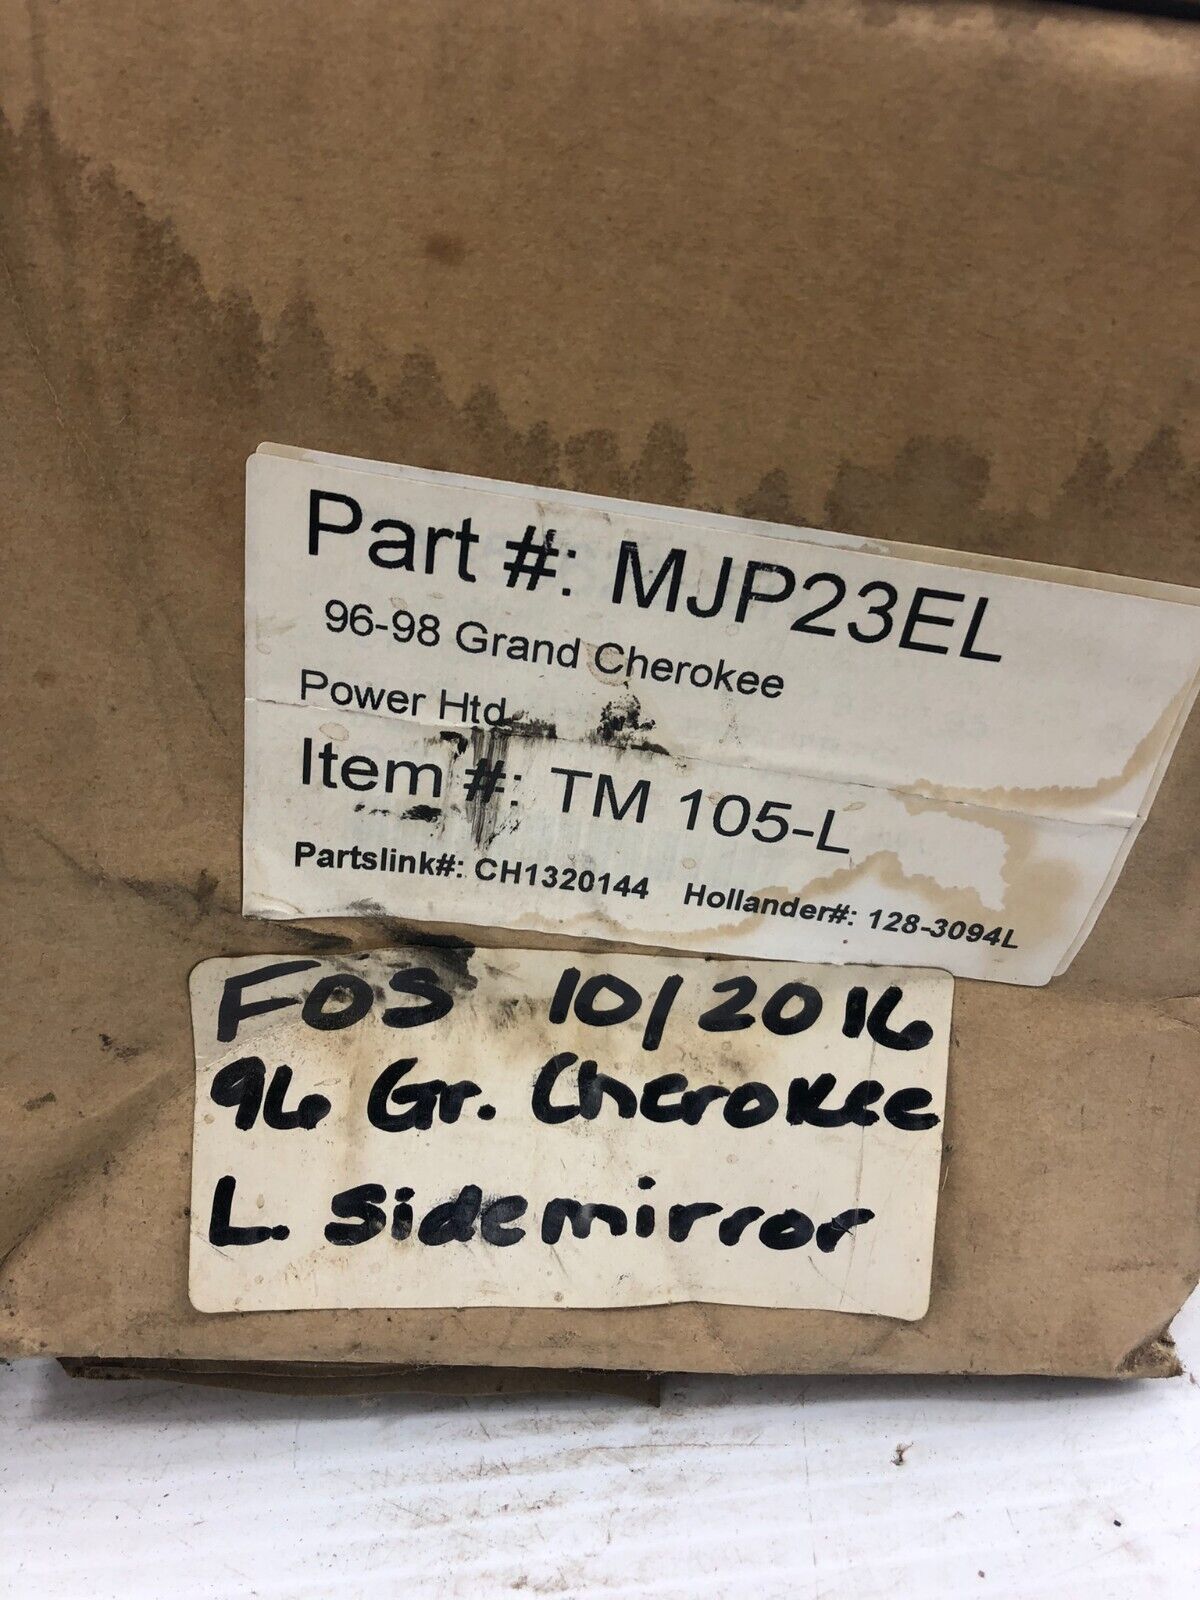 Part #: MJP23EL
96-98 Grand Cherokee
Power Htd
Item #: TM 105-L
Partslink#: CH1320144 Hollander#: 128-3094L
FOS 10/2016
96 Gr. Cherokee
L. Sidemirror